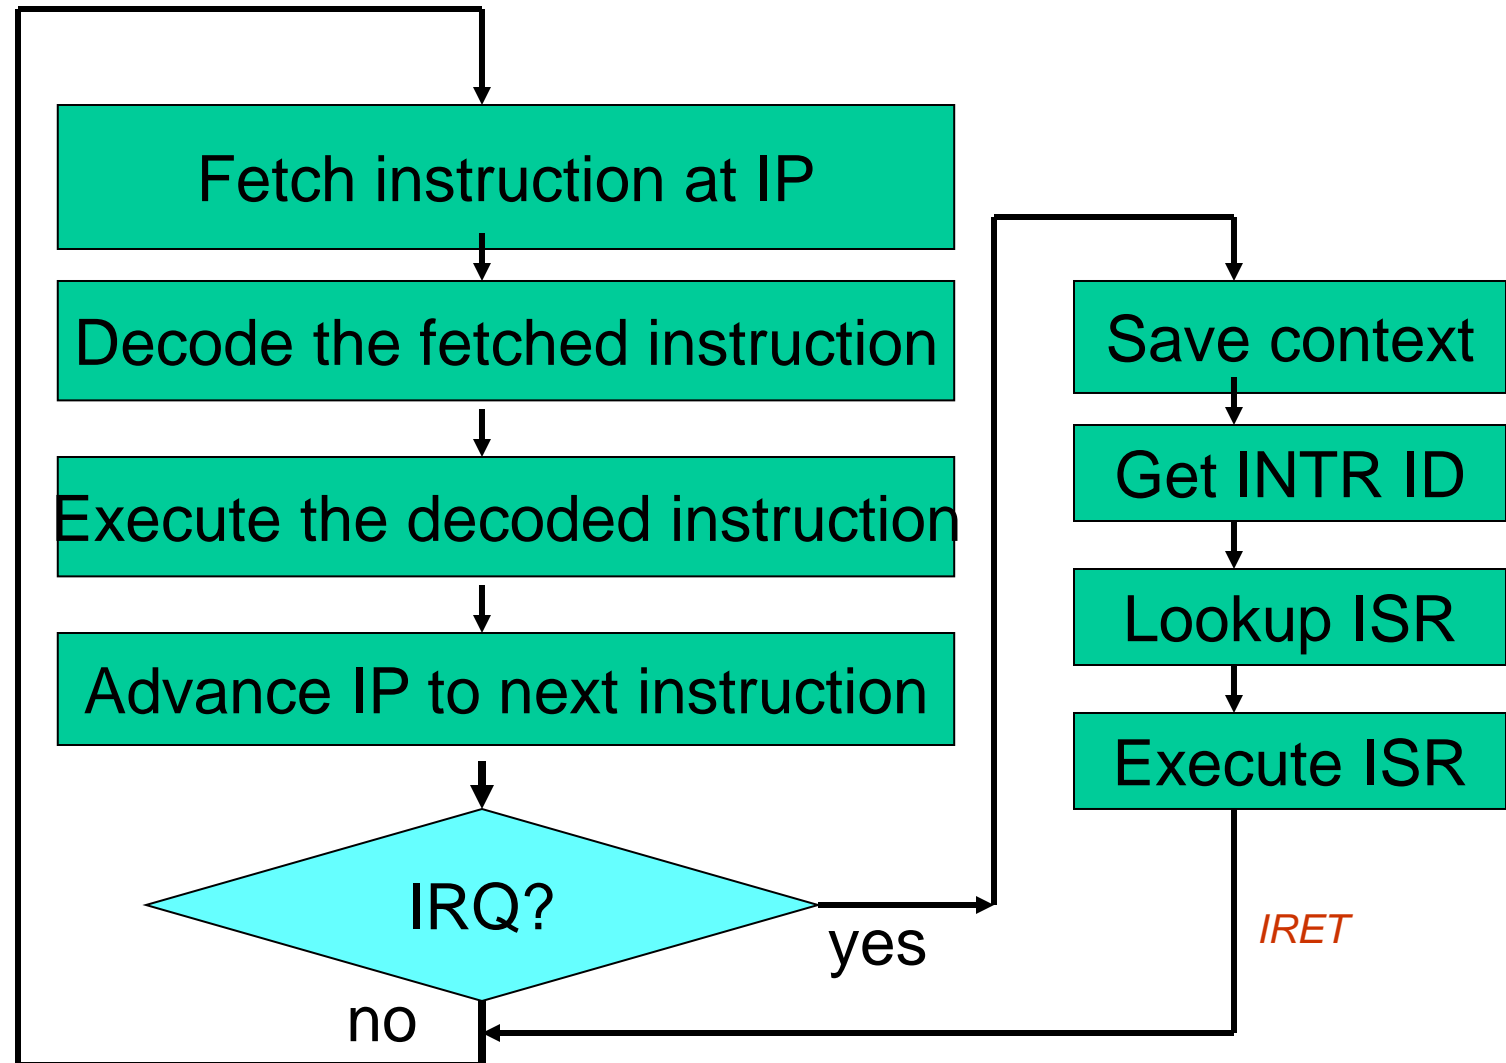 Fetch instruction at IP
Decode the fetched instruction
Execute the decoded instruction
Advance IP to next instruction
IRQ?
yes
no
Save context
Get INTR ID
Lookup ISR
Execute ISR
IRET